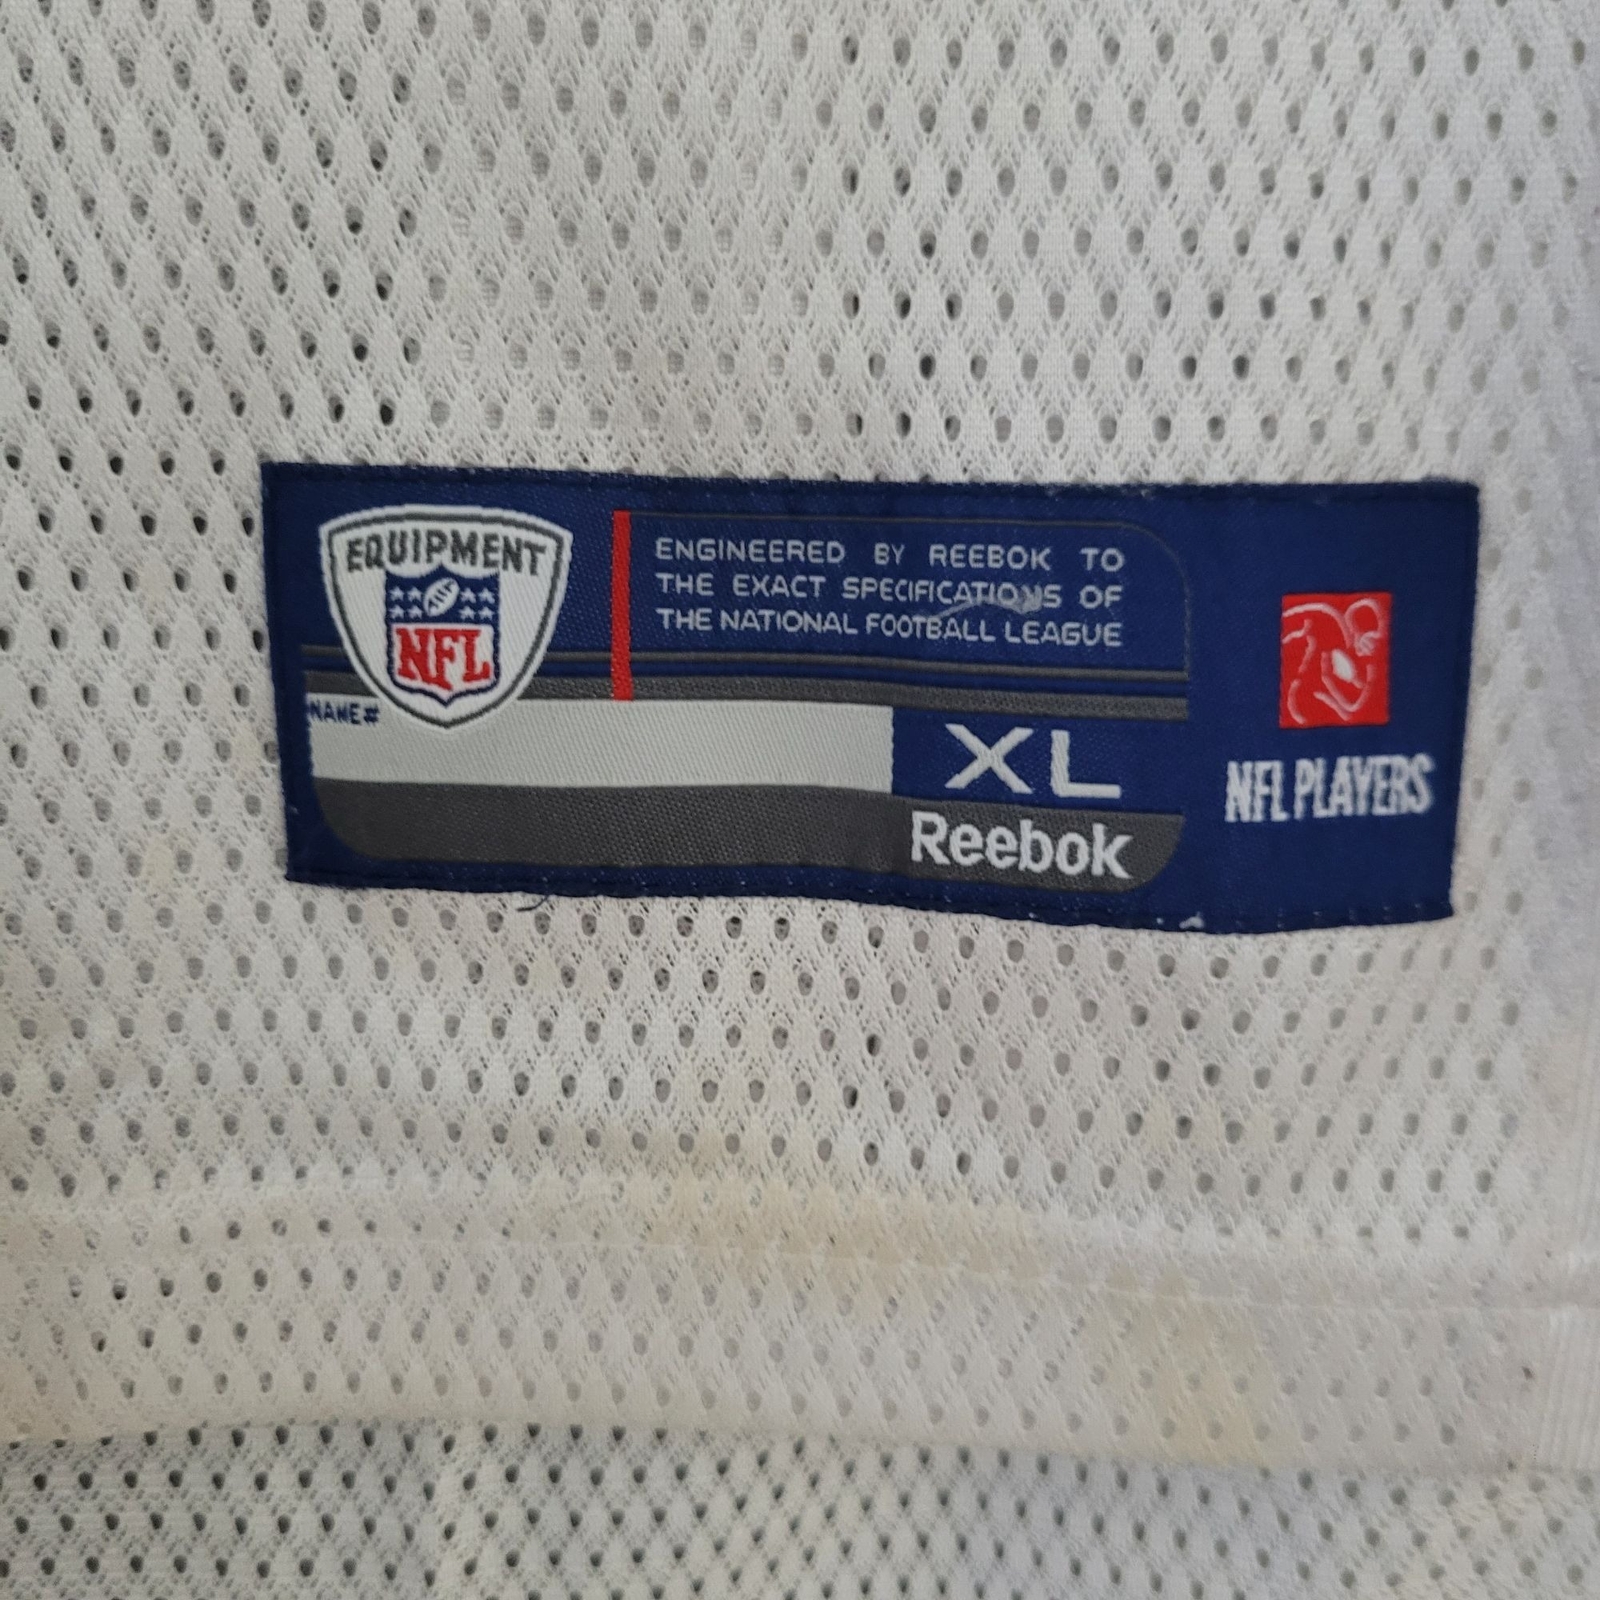 EQUIPMENT
NFL
ENGINEERED BY REEBOK TO
THE EXACT SPECIFICATIONS OF
THE NATIONAL FOOTBALL LEAGUE
NAME#
XL
Reebok
NFL PLAYERS